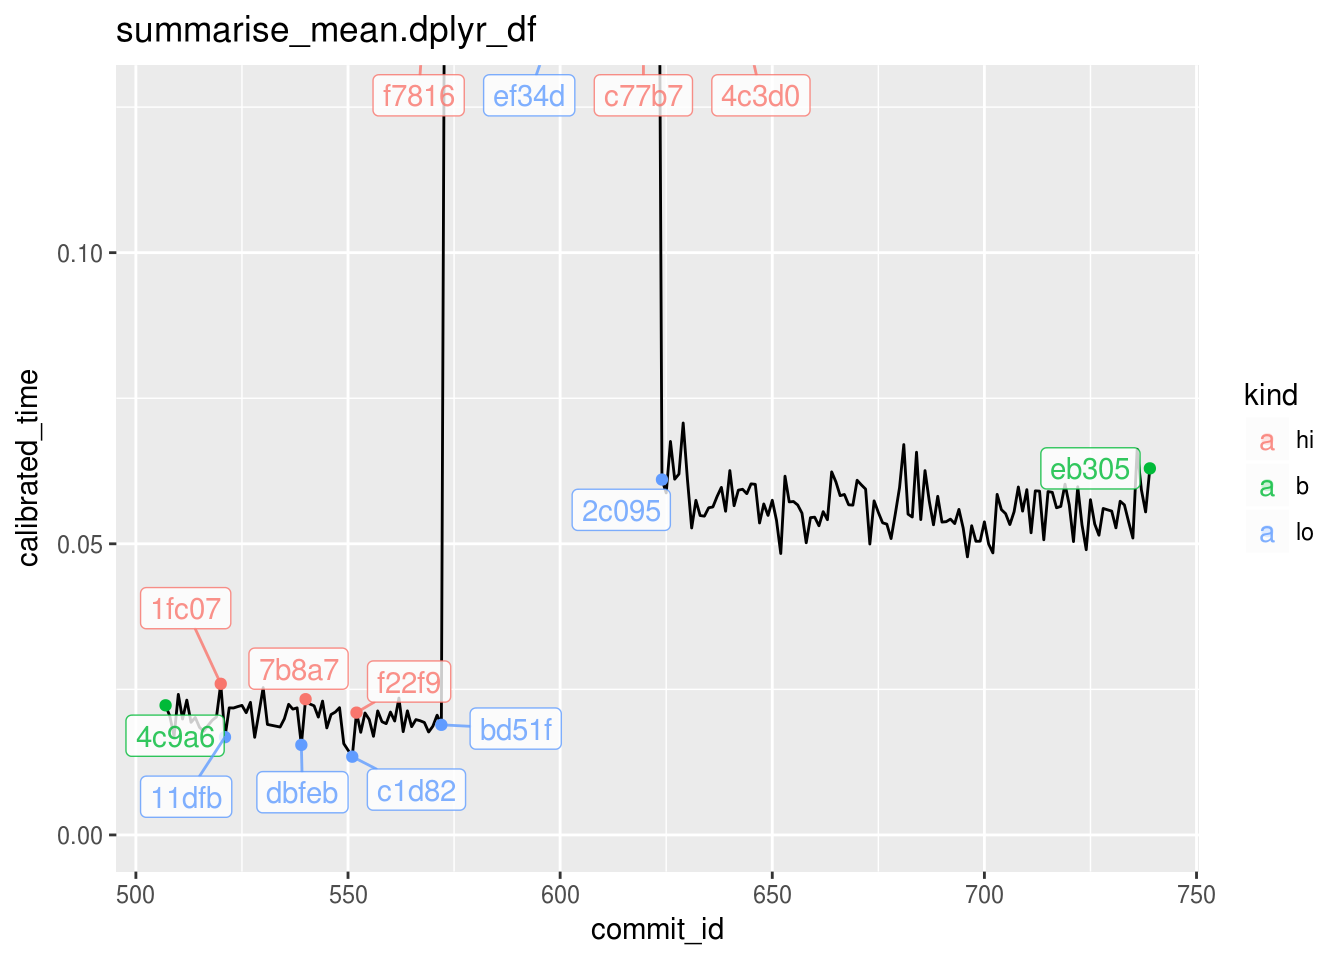 summarise_mean.dplyr_df
f7816
ef34d
c77b7
4c3d0
0.10
calibrated_time
kind
a hi
a b
a lo
eb305
2c095
0.05
1fc07
7b8a7
f22f9
4c9a6
bd51f
11dfb
dbfeb
c1d82
0.00
500 550 600 650 700 750
commit_id